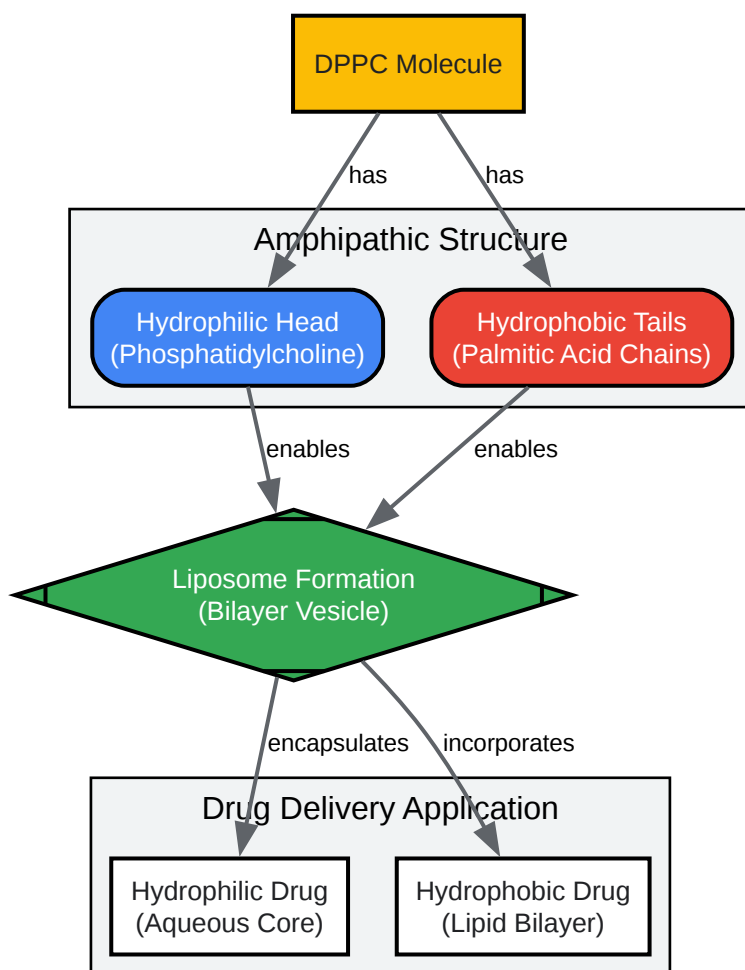 DPPC Molecule
has
has
Amphipathic Structure
Hydrophilic Head
(Phosphatidylcholine)
Hydrophobic Tails
(Palmitic Acid Chains)
enables
enables
Liposome Formation
(Bilayer Vesicle)
encapsulates
incorporates
Drug Delivery Application
Hydrophilic Drug
(Aqueous Core)
Hydrophobic Drug
(Lipid Bilayer)